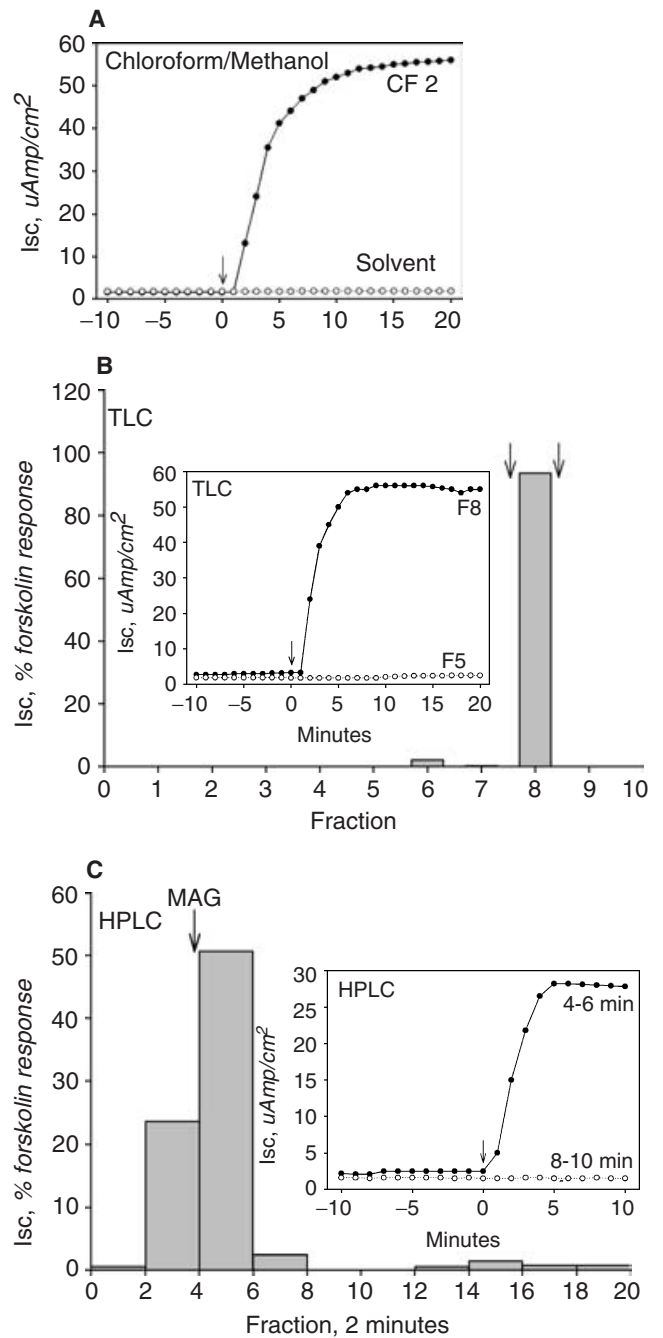 A
Chloroform/Methanol
CF 2
Solvent
Isc, uAmp/cm²
60
50
40
30
20
10
0
−10 −5 0 5 10 15 20
B
TLC
Isc, % forskolin response
120
100
80
60
40
20
0
TLC
F8
F5
Isc, uAmp/cm²
60
50
40
30
20
10
0
−10 −5 0 5 10 15 20
Minutes
0 1 2 3 4 5 6 7 8 9 10
Fraction
C
MAG
HPLC
Isc, % forskolin response
60
50
40
30
20
10
0
HPLC
4-6 min
8-10 min
Isc, uAmp/cm²
30
25
20
15
10
5
0
−10 −5 0 5 10
Minutes
0 2 4 6 8 10 12 14 16 18 20
Fraction, 2 minutes